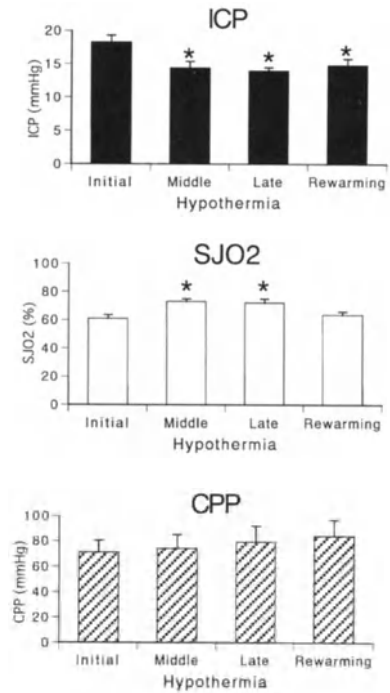 ICP
20
15
10
5
0
ICP (mmHg)
* * *
Initial Middle Late Rewarming
Hypothermia
SJO2
100
80
60
40
20
0
SJO2 (%)
* *
Initial Middle Late Rewarming
Hypothermia
CPP
100
80
60
40
20
0
CPP (mmHg)
Initial Middle Late Rewarming
Hypothermia